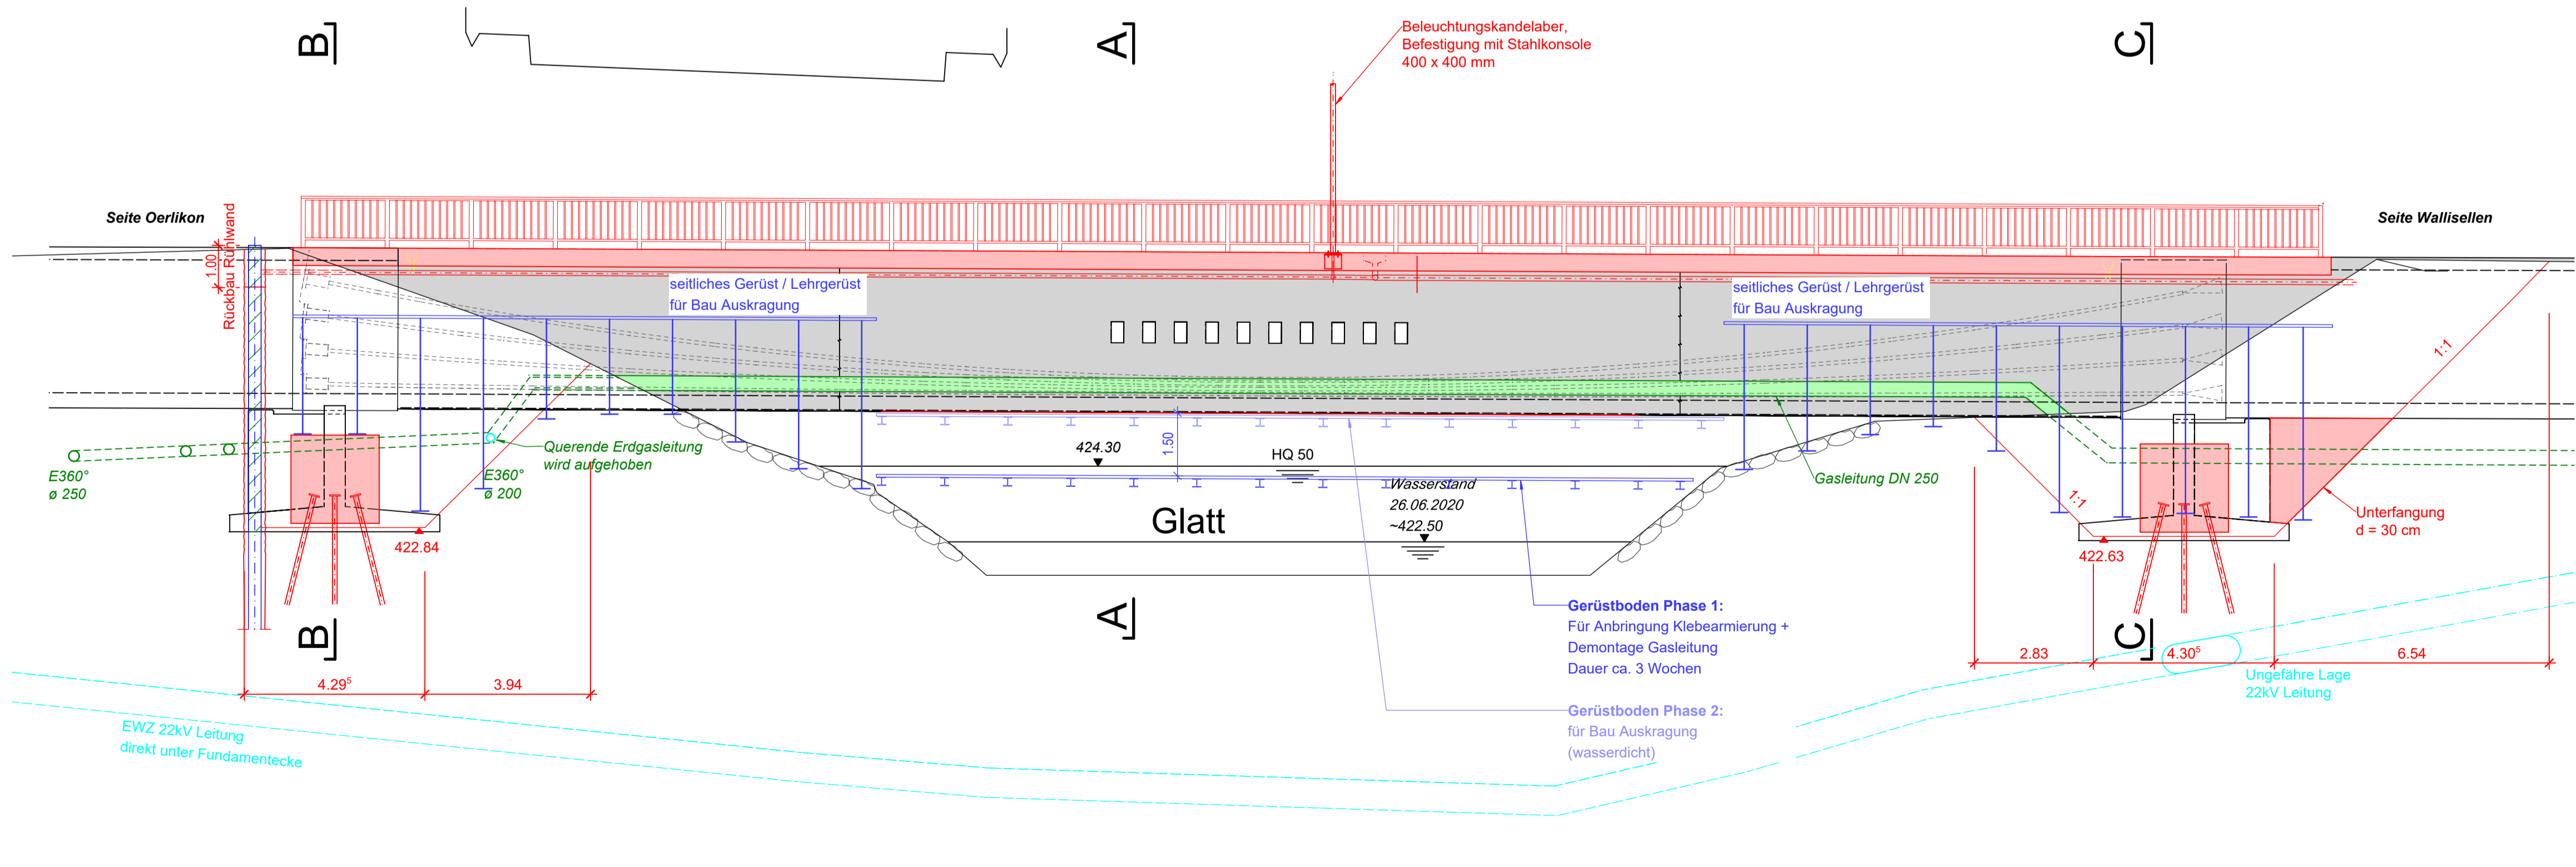 B
A
C
Beleuchtungskandelaber,
Befestigung mit Stahlkonsole
400 x 400 mm
Seite Oerlikon
Seite Wallisellen
1.00
Rückbau Rühlwand
seitliches Gerüst / Lehrgerüst
für Bau Auskragung
seitliches Gerüst / Lehrgerüst
für Bau Auskragung
1:1
Querende Erdgasleitung
wird aufgehoben
E360°
ø 250
E360°
ø 200
1.50
424.30
HQ 50
Wasserstand
26.06.2020
~422.50
Glatt
Gasleitung DN 250
1:1
Unterfangung
d = 30 cm
422.84
422.63
Gerüstboden Phase 1:
Für Anbringung Klebearmierung +
Demontage Gasleitung
Dauer ca. 3 Wochen
Gerüstboden Phase 2:
für Bau Auskragung
(wasserdicht)
B
A
C
4.29⁵
3.94
2.83
4.30⁵
6.54
Ungefähre Lage
22kV Leitung
EWZ 22kV Leitung
direkt unter Fundamentecke